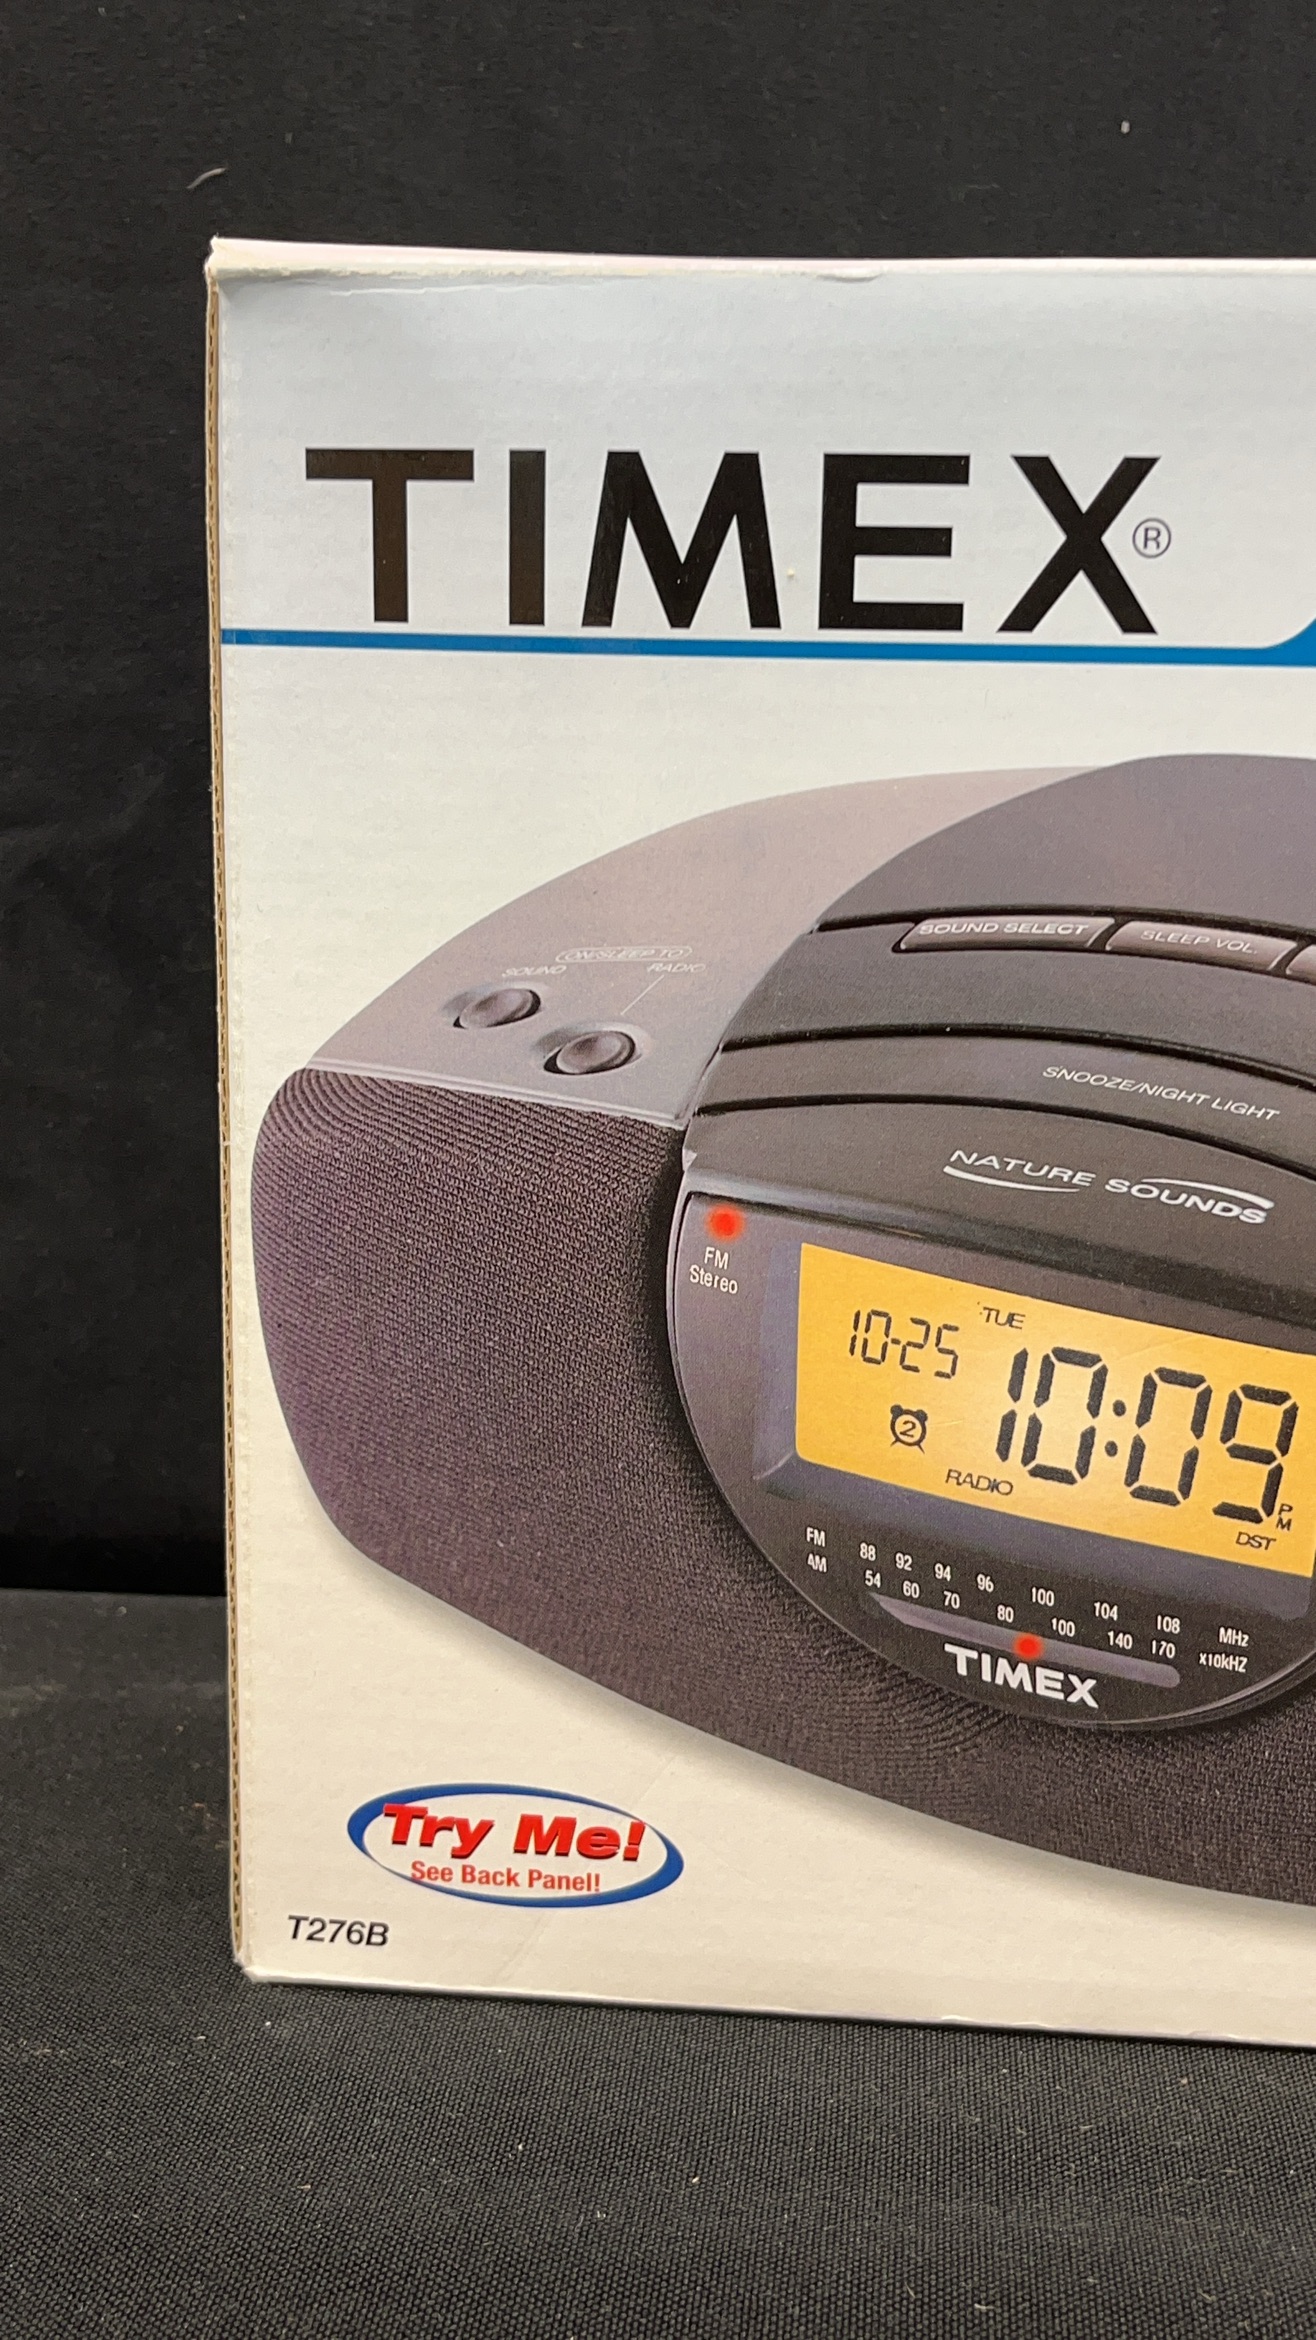 TIMEX®
SOUND SELECT
SLEEP VOL.
ON/SLEEP TO
SOUND
RADIO
SNOOZE/NIGHT LIGHT
NATURE SOUNDS
FM
Stereo
TUE
10-25
10:09
2
PM
RADIO
DST
FM 88 92 94 96 100 104 108 MHz
AM 54 60 70 80 100 140 170 x10kHZ
TIMEX
Try Me!
See Back Panel!
T276B